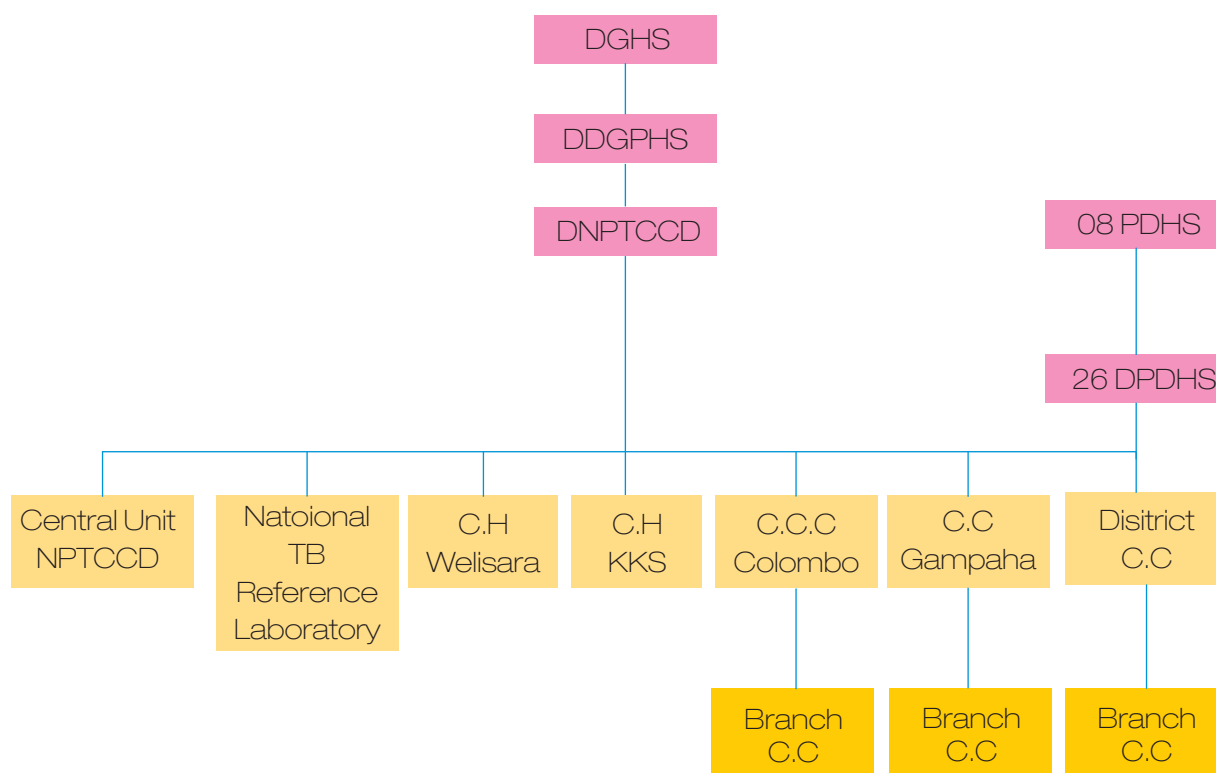 DGHS
DDGPHS
DNPTCCD
08 PDHS
26 DPDHS
Central Unit
NPTCCD
Natoional
TB
Reference
Laboratory
C.H
Welisara
C.H
KKS
C.C.C
Colombo
C.C
Gampaha
Disitrict
C.C
Branch
C.C
Branch
C.C
Branch
C.C